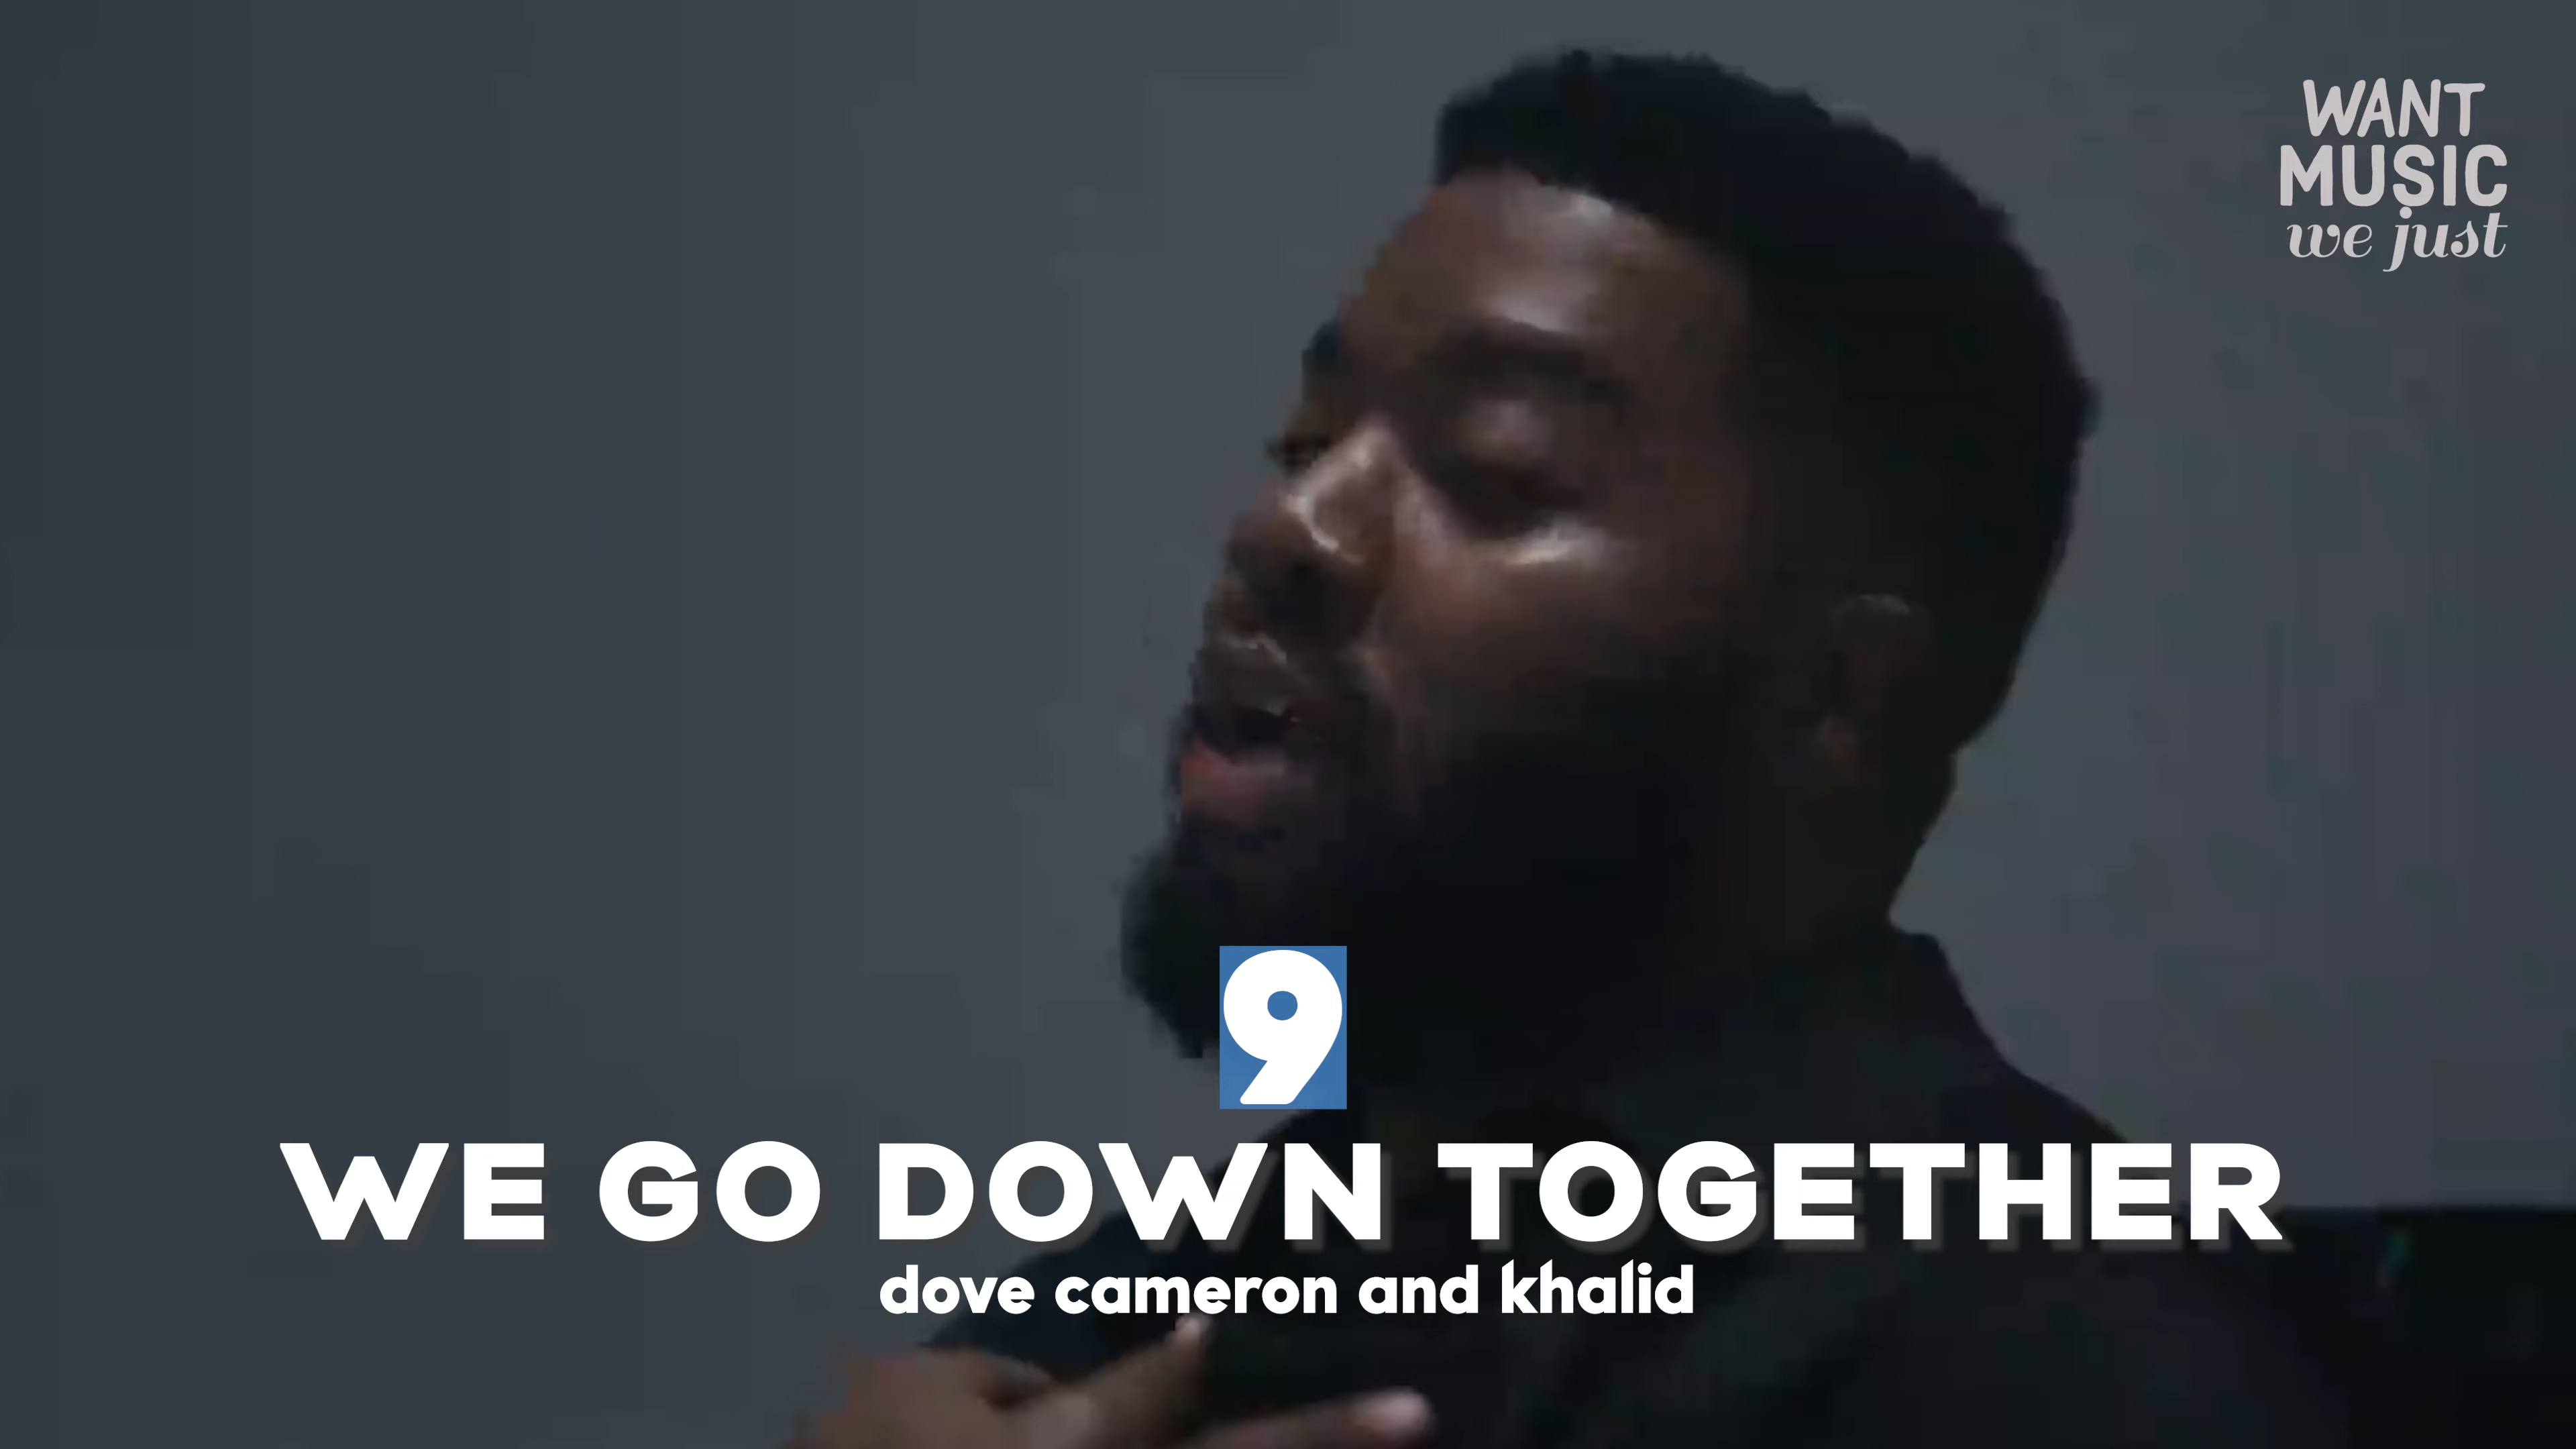 WANT
MUSIC
we just
9
WE GO DOWN TOGETHER
dove cameron and khalid